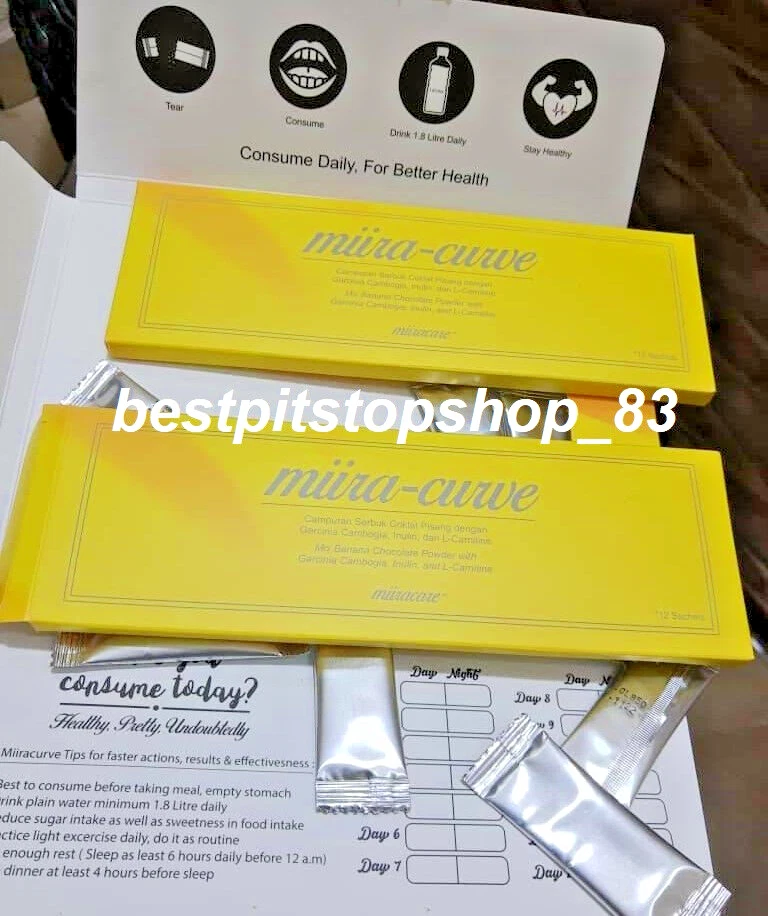 Tear
Consume
Drink 1.8 Litre Daily
Stay Healthy
Consume Daily, For Better Health
miira-curve
Campuran Serbuk Coklat Pisang dengan
Garcinia Cambogia, Inulin, dan L-Carnitine
Mix Banana Chocolate Powder with
Garcinia Cambogia, Inulin, and L-Carnitine
miiracare™
*12 Sachets
bestpitstopshop_83
miira-curve
Campuran Serbuk Coklat Pisang dengan
Garcinia Cambogia, Inulin, dan L-Carnitine
Mix Banana Chocolate Powder with
Garcinia Cambogia, Inulin, and L-Carnitine
miiracare™
*12 Sachets
you
consume today?
Healthy. Pretty. Undoubtedly
Miiracurve Tips for faster actions, results & effectiveness :
Best to consume before taking meal, empty stomach
rink plain water minimum 1.8 Litre daily
educe sugar intake as well as sweetness in food intake
ctice light excercise daily, do it as routine
enough rest ( Sleep as least 6 hours daily before 12 a.m)
dinner at least 4 hours before sleep
Day Night
Day 6
Day 7
Day N
Day 8
9
Day